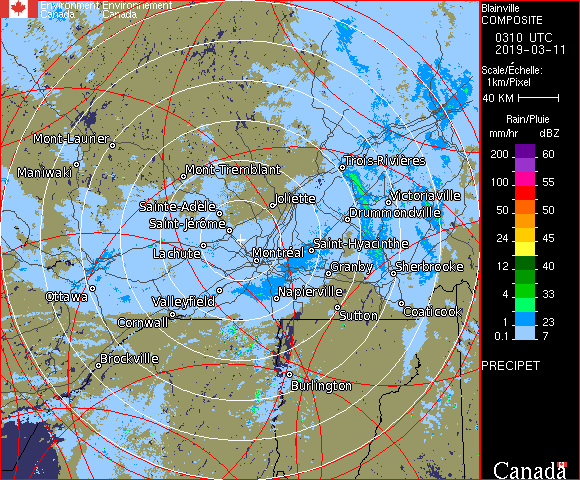 Environment Environnement
Canada Canada
Blainville
COMPOSITE
0310 UTC
2019-03-11
Scale/Échelle:
1km/Pixel
40 KM
Rain/Pluie
mm/hr dBZ
200 60
100 55
50 50
24 45
12 40
4 33
1 23
0.1 7
PRECIPET
Mont-Laurier
Maniwaki
Mont-Tremblant
Trois-Rivières
Sainte-Adèle
Joliette
Victoriaville
Drummondville
Saint-Jérôme
Lachute
Montréal
Saint-Hyacinthe
Granby
Sherbrooke
Ottawa
Valleyfield
Napierville
Cornwall
Sutton
Coaticook
Brockville
Burlington
Canada